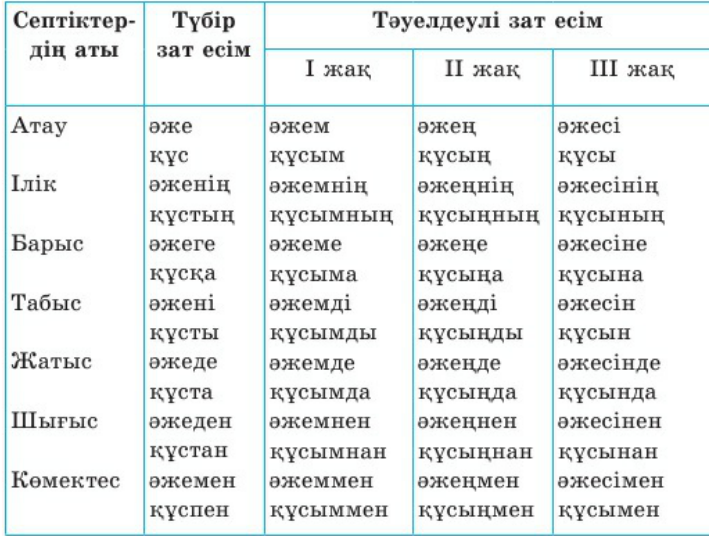 Септіктер-дің аты Түбір зат есім Тәуелдеулі зат есім
І жақ ІІ жақ ІІІ жақ
Атау әже әжем әжең әжесі
құс құсым құсың құсы
Ілік әженің әжемнің әжеңнің әжесінің
құстың құсымның құсыңның құсының
Барыс әжеге әжеме әжеңе әжесіне
құсқа құсыма құсыңа құсына
Табыс әжені әжемді әжеңді әжесін
құсты құсымды құсыңды құсын
Жатыс әжеде әжемде әжеңде әжесінде
құста құсымда құсыңда құсында
Шығыс әжеден әжемнен әжеңнен әжесінен
құстан құсымнан құсыңнан құсынан
Көмектес әжемен әжеммен әжеңмен әжесімен
құспен құсыммен құсыңмен құсымен